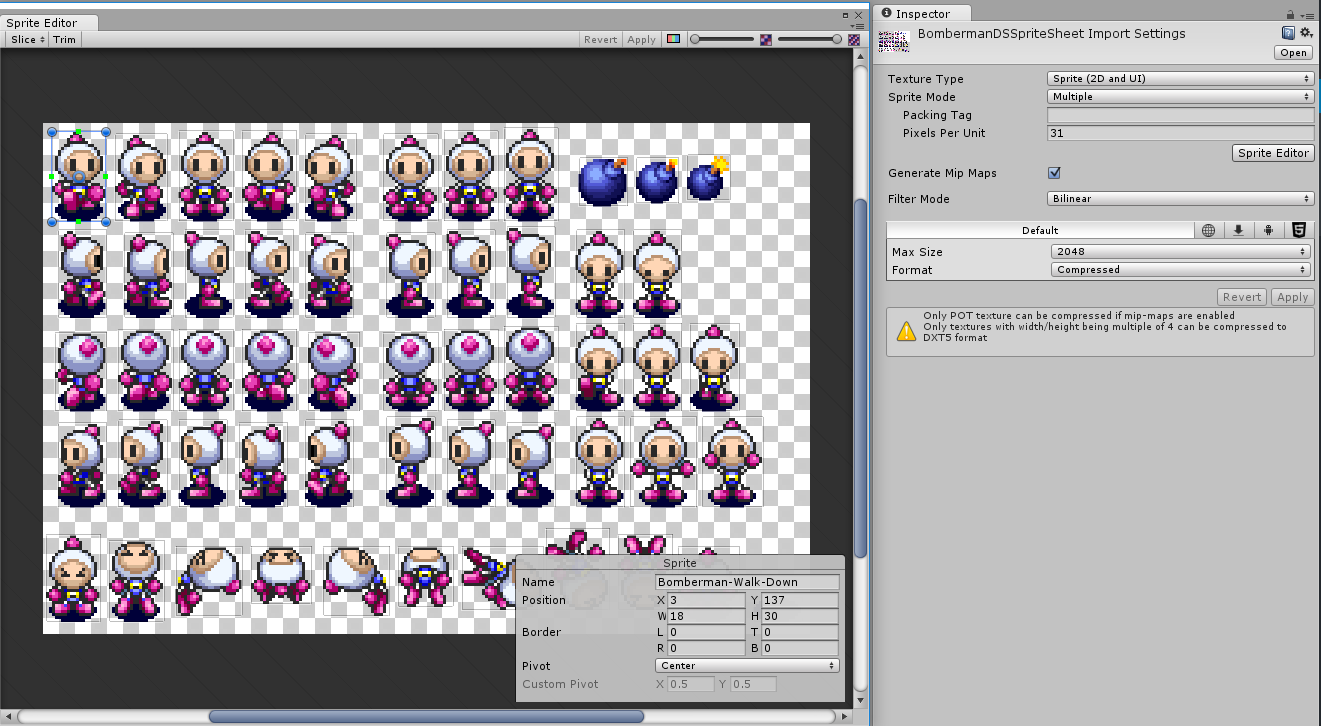 Sprite Editor
Slice Trim Revert Apply
Sprite
Name Bomberman-Walk-Down
Position X 3 Y 137
W 18 H 30
Border L 0 T 0
R 0 B 0
Pivot Center
Custom Pivot X 0.5 Y 0.5
Inspector
BombermanDSSpriteSheet Import Settings
Open
Texture Type Sprite (2D and UI)
Sprite Mode Multiple
Packing Tag
Pixels Per Unit 31
Sprite Editor
Generate Mip Maps
Filter Mode Bilinear
Default
Max Size 2048
Format Compressed
Revert Apply
Only POT texture can be compressed if mip-maps are enabled
Only textures with width/height being multiple of 4 can be compressed to
DXT5 format